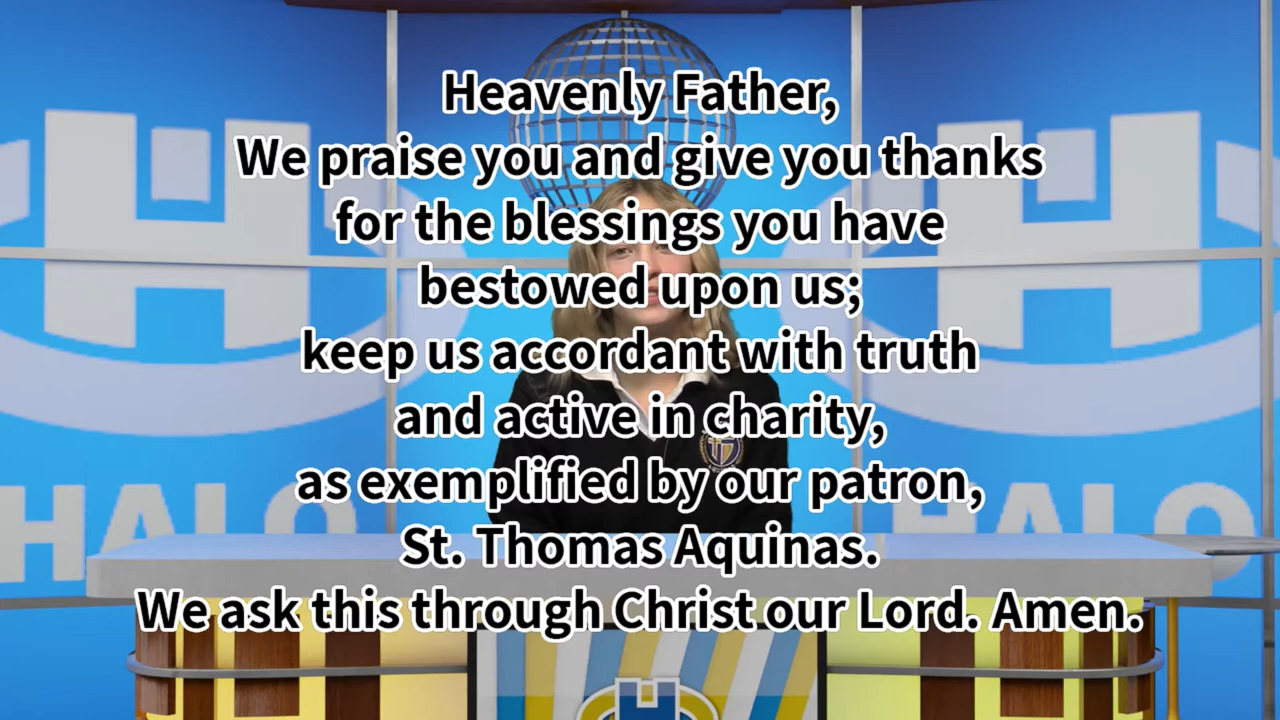 Heavenly Father,
We praise you and give you thanks
for the blessings you have
bestowed upon us;
keep us accordant with truth
and active in charity,
as exemplified by our patron,
St. Thomas Aquinas.
We ask this through Christ our Lord. Amen.
HALO
HALO